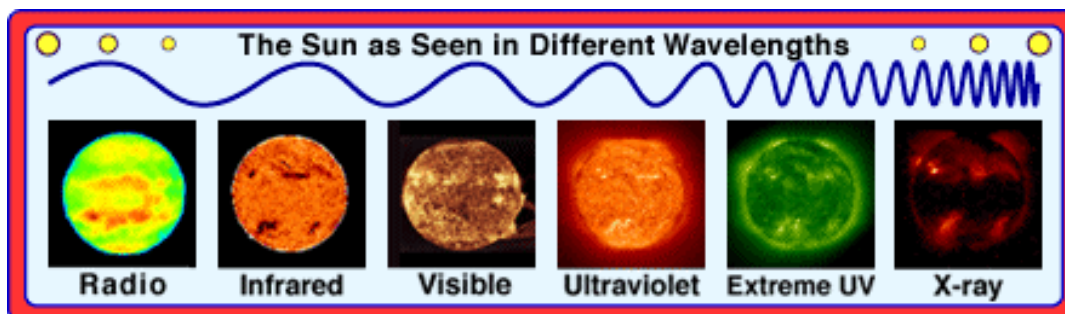 The Sun as Seen in Different Wavelengths
Radio
Infrared
Visible
Ultraviolet
Extreme UV
X-ray